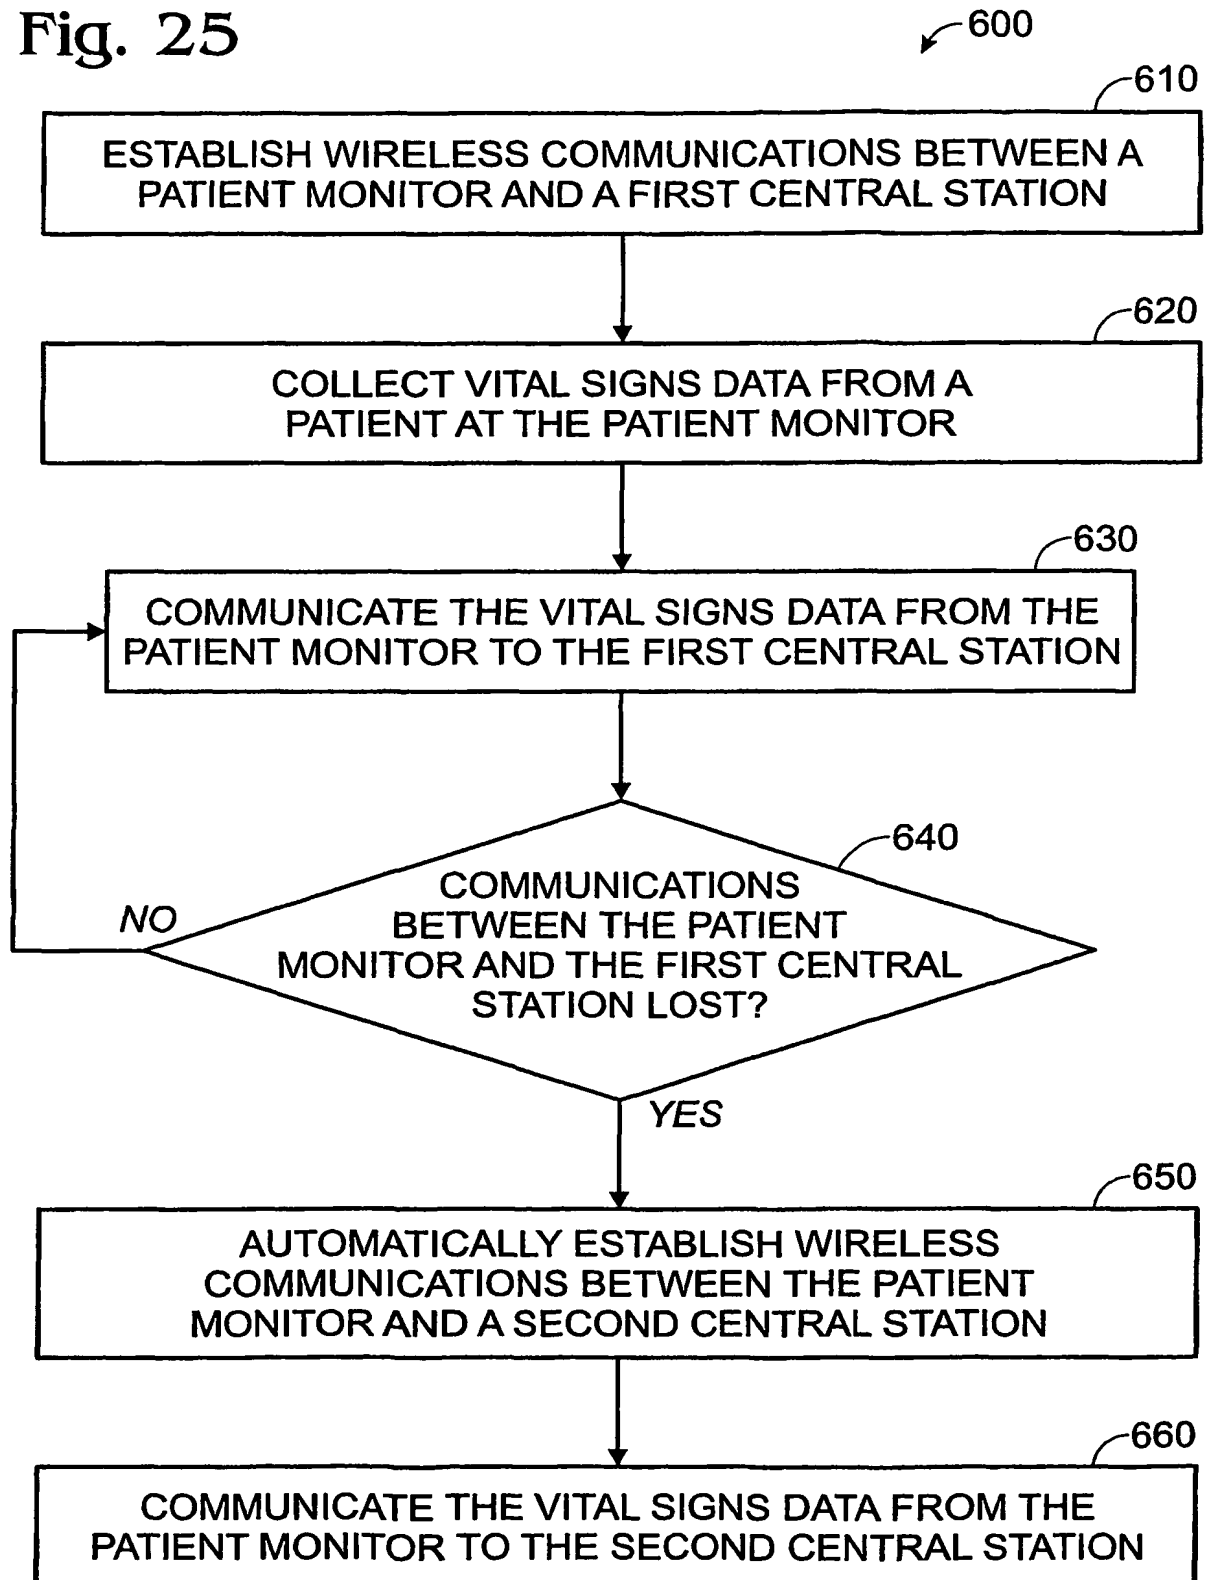 Fig. 25
600
610
ESTABLISH WIRELESS COMMUNICATIONS BETWEEN A
PATIENT MONITOR AND A FIRST CENTRAL STATION
620
COLLECT VITAL SIGNS DATA FROM A
PATIENT AT THE PATIENT MONITOR
630
COMMUNICATE THE VITAL SIGNS DATA FROM THE
PATIENT MONITOR TO THE FIRST CENTRAL STATION
640
COMMUNICATIONS
BETWEEN THE PATIENT
MONITOR AND THE FIRST CENTRAL
STATION LOST?
NO
YES
650
AUTOMATICALLY ESTABLISH WIRELESS
COMMUNICATIONS BETWEEN THE PATIENT
MONITOR AND A SECOND CENTRAL STATION
660
COMMUNICATE THE VITAL SIGNS DATA FROM THE
PATIENT MONITOR TO THE SECOND CENTRAL STATION